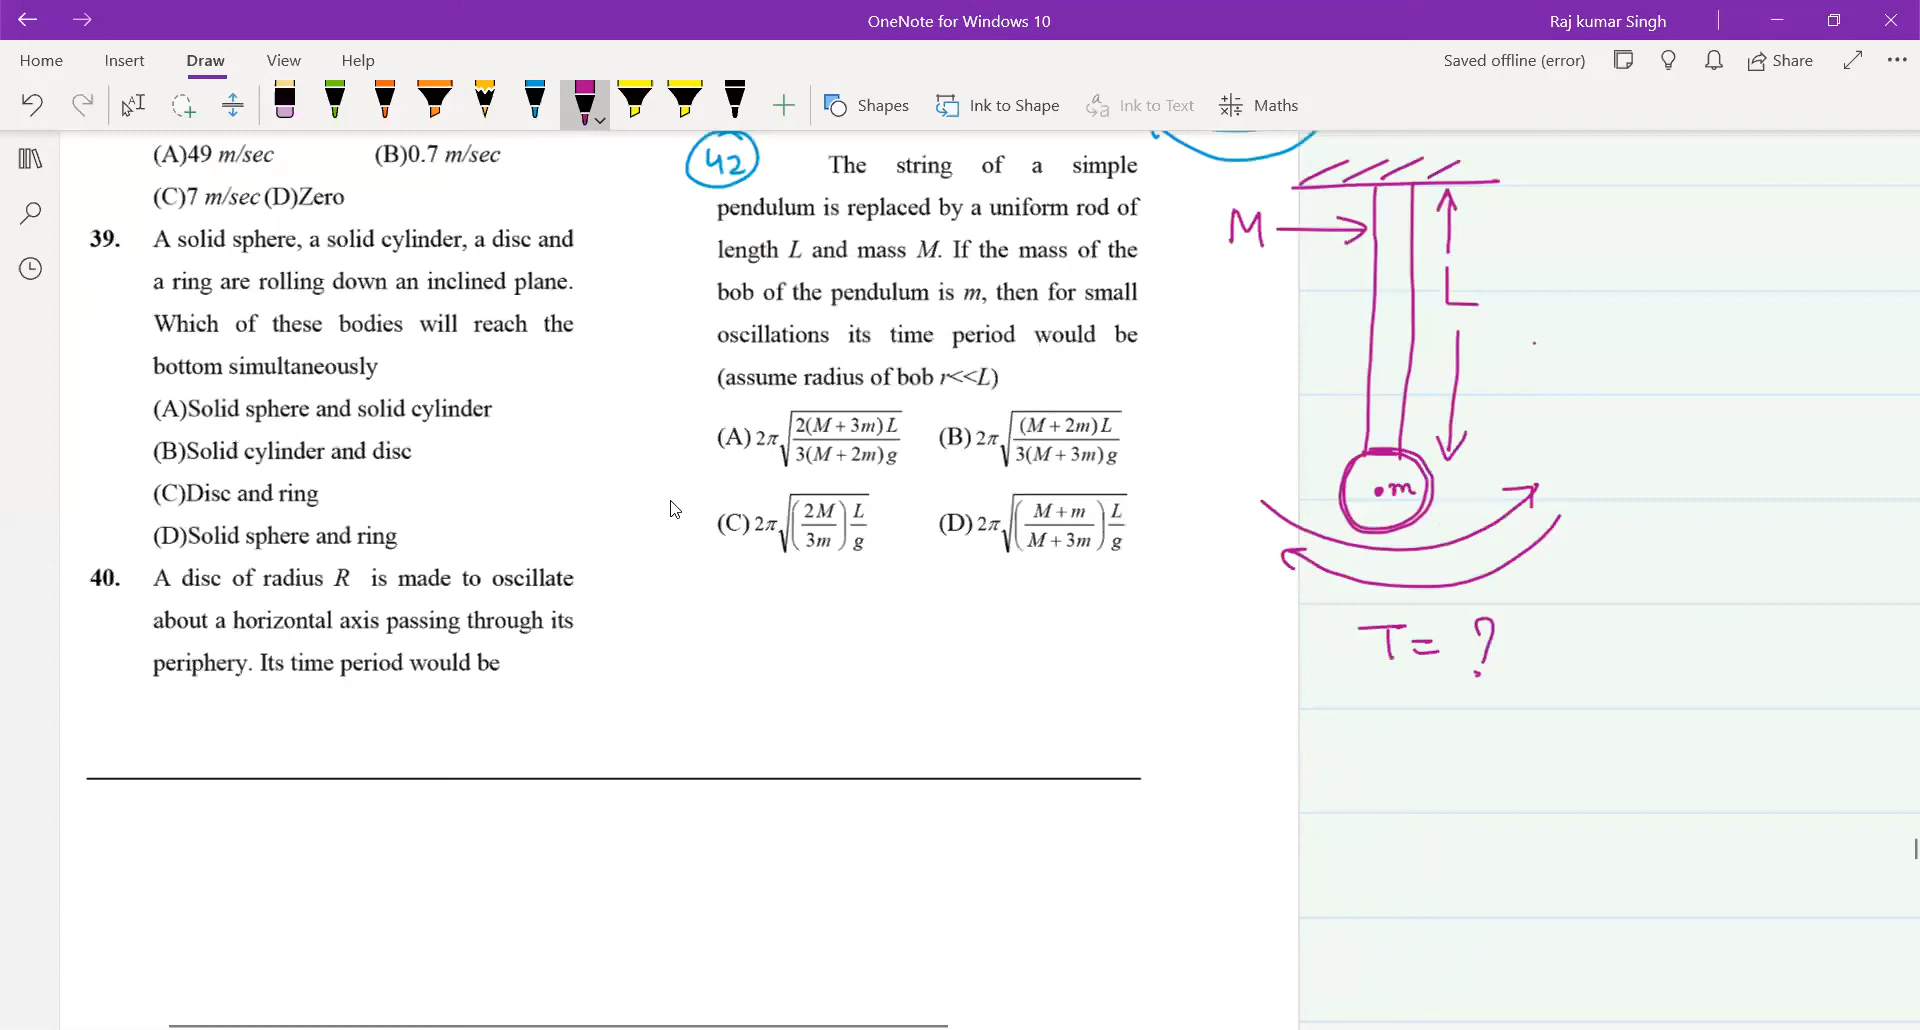 OneNote for Windows 10
Raj kumar Singh
Home Insert Draw View Help
Saved offline (error) Share
Shapes Ink to Shape Ink to Text Maths
(A)49 m/sec (B)0.7 m/sec
(C)7 m/sec (D)Zero
39. A solid sphere, a solid cylinder, a disc and
a ring are rolling down an inclined plane.
Which of these bodies will reach the
bottom simultaneously
(A)Solid sphere and solid cylinder
(B)Solid cylinder and disc
(C)Disc and ring
(D)Solid sphere and ring
40. A disc of radius R is made to oscillate
about a horizontal axis passing through its
periphery. Its time period would be
42 The string of a simple
pendulum is replaced by a uniform rod of
length L and mass M. If the mass of the
bob of the pendulum is m, then for small
oscillations its time period would be
(assume radius of bob r<<L)
(A) 2π√(2(M+3m)L / 3(M+2m)g) (B) 2π√((M+2m)L / 3(M+3m)g)
(C) 2π√((2M/3m) L/g) (D) 2π√((M+m / M+3m) L/g)
M
L
m
T = ?